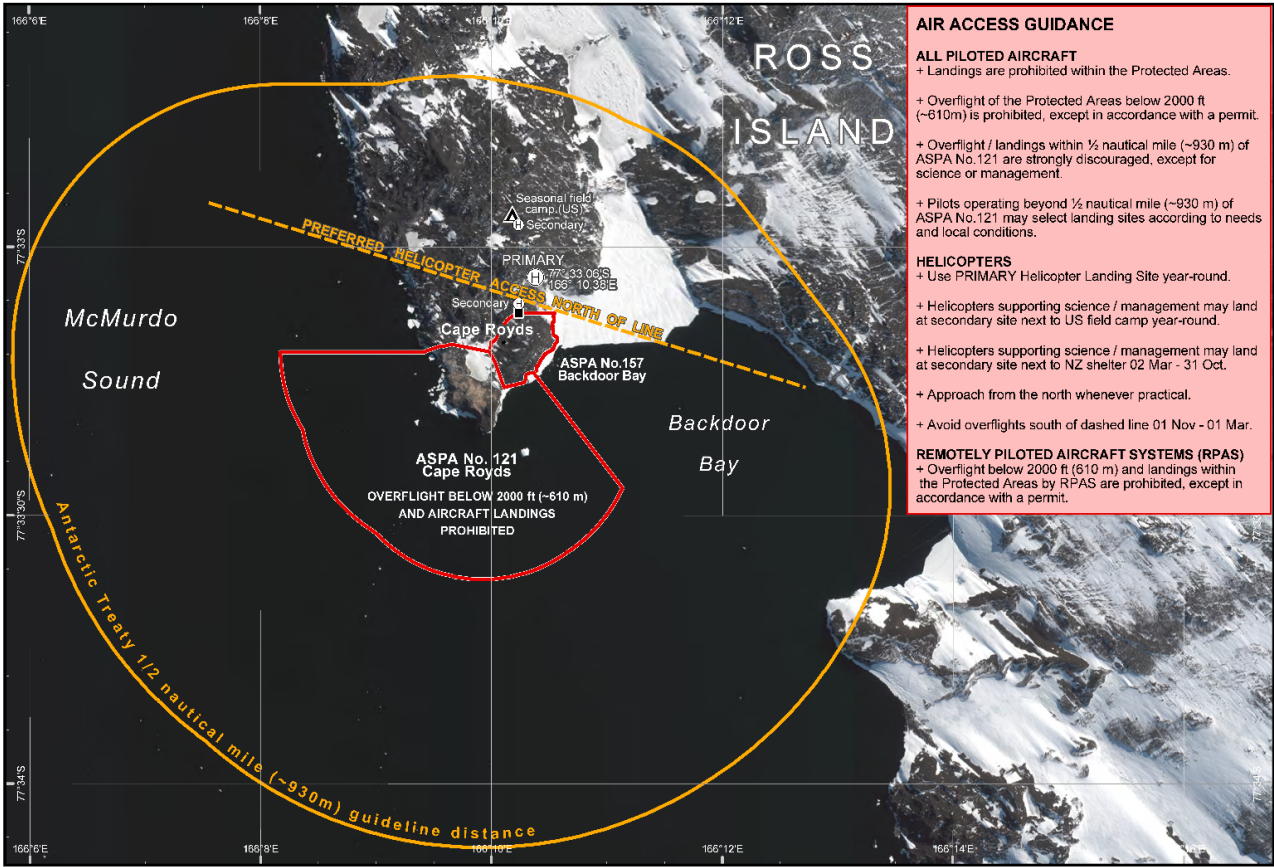 166°6'E
166°8'E
166°10'E
166°12'E
ROSS
ISLAND
AIR ACCESS GUIDANCE
ALL PILOTED AIRCRAFT
+ Landings are prohibited within the Protected Areas.
+ Overflight of the Protected Areas below 2000 ft
(~610m) is prohibited, except in accordance with a permit.
+ Overflight / landings within ½ nautical mile (~930 m) of
ASPA No.121 are strongly discouraged, except for
science or management.
+ Pilots operating beyond ½ nautical mile (~930 m) of
ASPA No.121 may select landing sites according to needs
and local conditions.
HELICOPTERS
+ Use PRIMARY Helicopter Landing Site year-round.
+ Helicopters supporting science / management may land
at secondary site next to US field camp year-round.
+ Helicopters supporting science / management may land
at secondary site next to NZ shelter 02 Mar - 31 Oct.
+ Approach from the north whenever practical.
+ Avoid overflights south of dashed line 01 Nov - 01 Mar.
REMOTELY PILOTED AIRCRAFT SYSTEMS (RPAS)
+ Overflight below 2000 ft (610 m) and landings within
the Protected Areas by RPAS are prohibited, except in
accordance with a permit.
Seasonal field
camp (US)
H Secondary
PREFERRED HELICOPTER ACCESS NORTH OF LINE
PRIMARY
H
77° 33.06'S
166° 10.36'E
Secondary H
Cape Royds
ASPA No.157
Backdoor Bay
McMurdo
Sound
Backdoor
Bay
ASPA No. 121
Cape Royds
OVERFLIGHT BELOW 2000 ft (~610 m)
AND AIRCRAFT LANDINGS
PROHIBITED
Antarctic Treaty 1/2 nautical mile (~930m) guideline distance
77°33'S
77°33'30"S
77°34'S
166°6'E
166°8'E
166°10'E
166°12'E
166°14'E